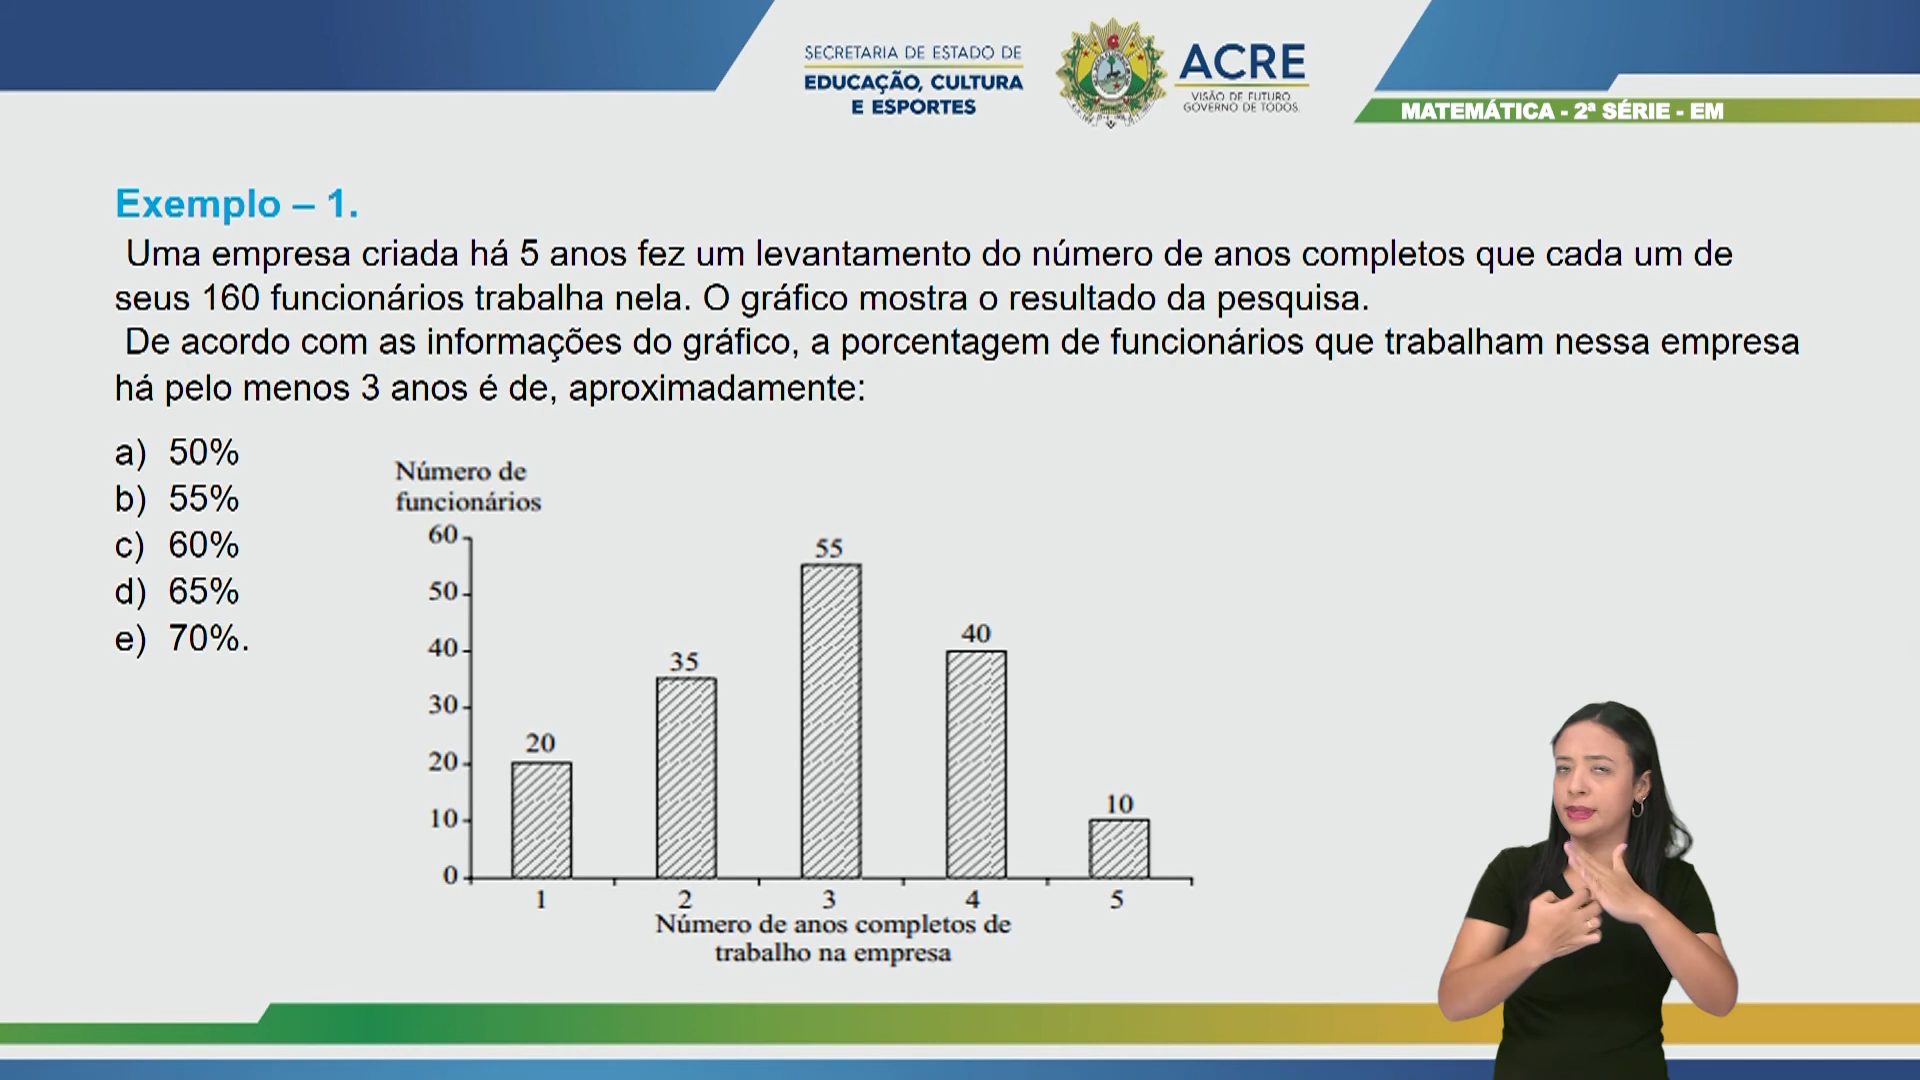 SECRETARIA DE ESTADO DE
EDUCAÇÃO, CULTURA
E ESPORTES
ACRE
VISÃO DE FUTURO
GOVERNO DE TODOS.
MATEMÁTICA - 2ª SÉRIE - EM
Exemplo – 1.
Uma empresa criada há 5 anos fez um levantamento do número de anos completos que cada um de
seus 160 funcionários trabalha nela. O gráfico mostra o resultado da pesquisa.
De acordo com as informações do gráfico, a porcentagem de funcionários que trabalham nessa empresa
há pelo menos 3 anos é de, aproximadamente:
a) 50%
b) 55%
c) 60%
d) 65%
e) 70%.
Número de
funcionários
60
50
40
30
20
10
0
20
35
55
40
10
1 2 3 4 5
Número de anos completos de
trabalho na empresa